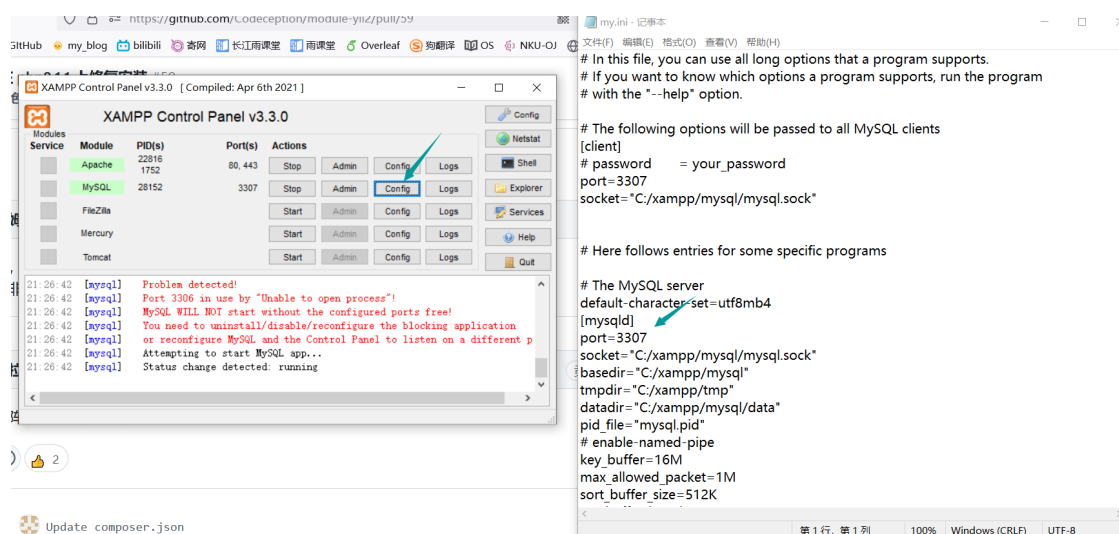 https://github.com/Codeception/module-yii2/pull/59
GItHub my_blog bilibili 寄网 长江雨课堂 雨课堂 Overleaf 狗翻译 OS NKU-OJ
XAMPP Control Panel v3.3.0 [ Compiled: Apr 6th 2021 ]
XAMPP Control Panel v3.3.0
Config
Modules
Service Module PID(s) Port(s) Actions
Netstat
Apache 22816 1752 80, 443 Stop Admin Config Logs
Shell
MySQL 28152 3307 Stop Admin Config Logs
Explorer
FileZilla Start Admin Config Logs
Services
Mercury Start Admin Config Logs
Help
Tomcat Start Admin Config Logs
Quit
21:26:42 [mysql] Problem detected!
21:26:42 [mysql] Port 3306 in use by "Unable to open process"!
21:26:42 [mysql] MySQL WILL NOT start without the configured ports free!
21:26:42 [mysql] You need to uninstall/disable/reconfigure the blocking application
21:26:42 [mysql] or reconfigure MySQL and the Control Panel to listen on a different p
21:26:42 [mysql] Attempting to start MySQL app...
21:26:42 [mysql] Status change detected: running
2
Update composer.json
my.ini - 记事本
文件(F) 编辑(E) 格式(O) 查看(V) 帮助(H)
# In this file, you can use all long options that a program supports.
# If you want to know which options a program supports, run the program
# with the "--help" option.
# The following options will be passed to all MySQL clients
[client]
# password = your_password
port=3307
socket="C:/xampp/mysql/mysql.sock"
# Here follows entries for some specific programs
# The MySQL server
default-character-set=utf8mb4
[mysqld]
port=3307
socket="C:/xampp/mysql/mysql.sock"
basedir="C:/xampp/mysql"
tmpdir="C:/xampp/tmp"
datadir="C:/xampp/mysql/data"
pid_file="mysql.pid"
# enable-named-pipe
key_buffer=16M
max_allowed_packet=1M
sort_buffer_size=512K
第 1 行，第 1 列 100% Windows (CRLF) UTF-8